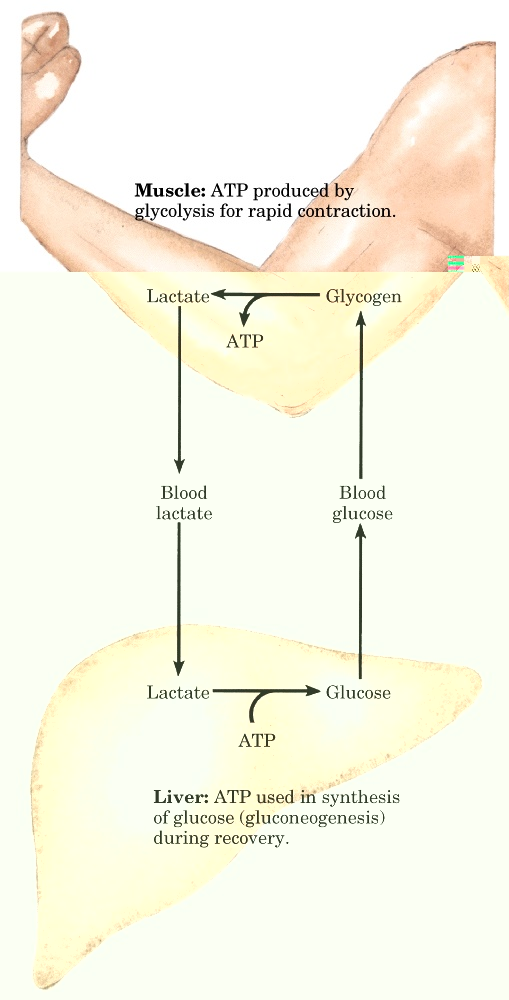 Muscle: ATP produced by
glycolysis for rapid contraction.
Lactate Glycogen
ATP
Blood
lactate
Blood
glucose
Lactate Glucose
ATP
Liver: ATP used in synthesis
of glucose (gluconeogenesis)
during recovery.